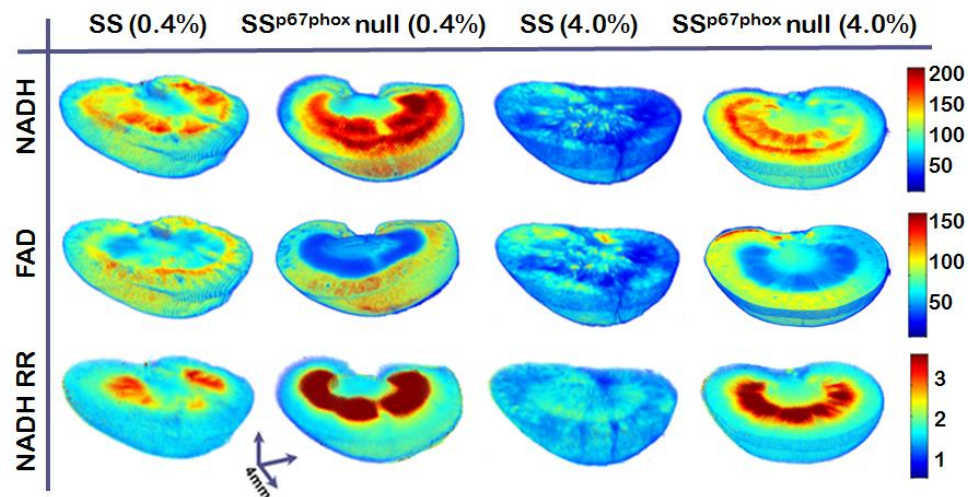 SS (0.4%) SSp67phox null (0.4%) SS (4.0%) SSp67phox null (4.0%)
NADH
200
150
100
50
FAD
150
100
50
NADH RR
3
2
1
4mm